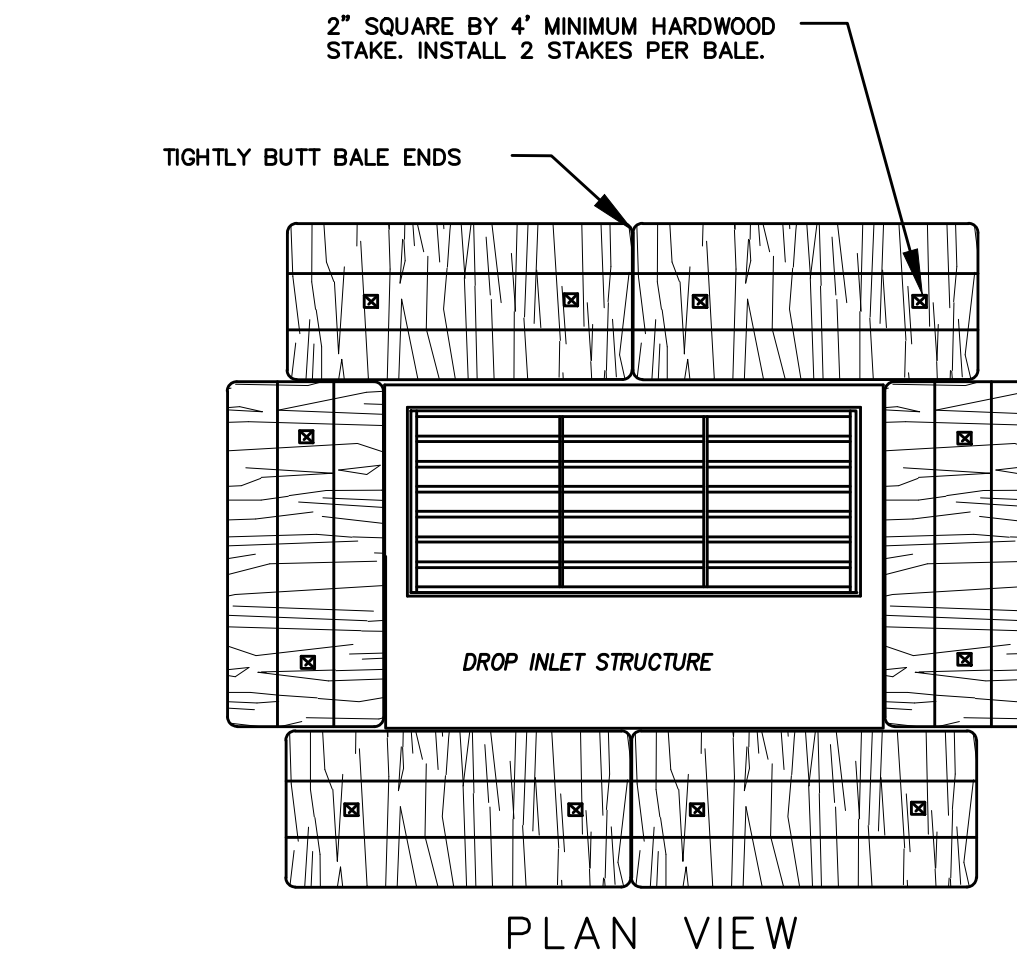 2” SQUARE BY 4’ MINIMUM HARDWOOD
STAKE. INSTALL 2 STAKES PER BALE.
TIGHTLY BUTT BALE ENDS
DROP INLET STRUCTURE
PLAN VIEW